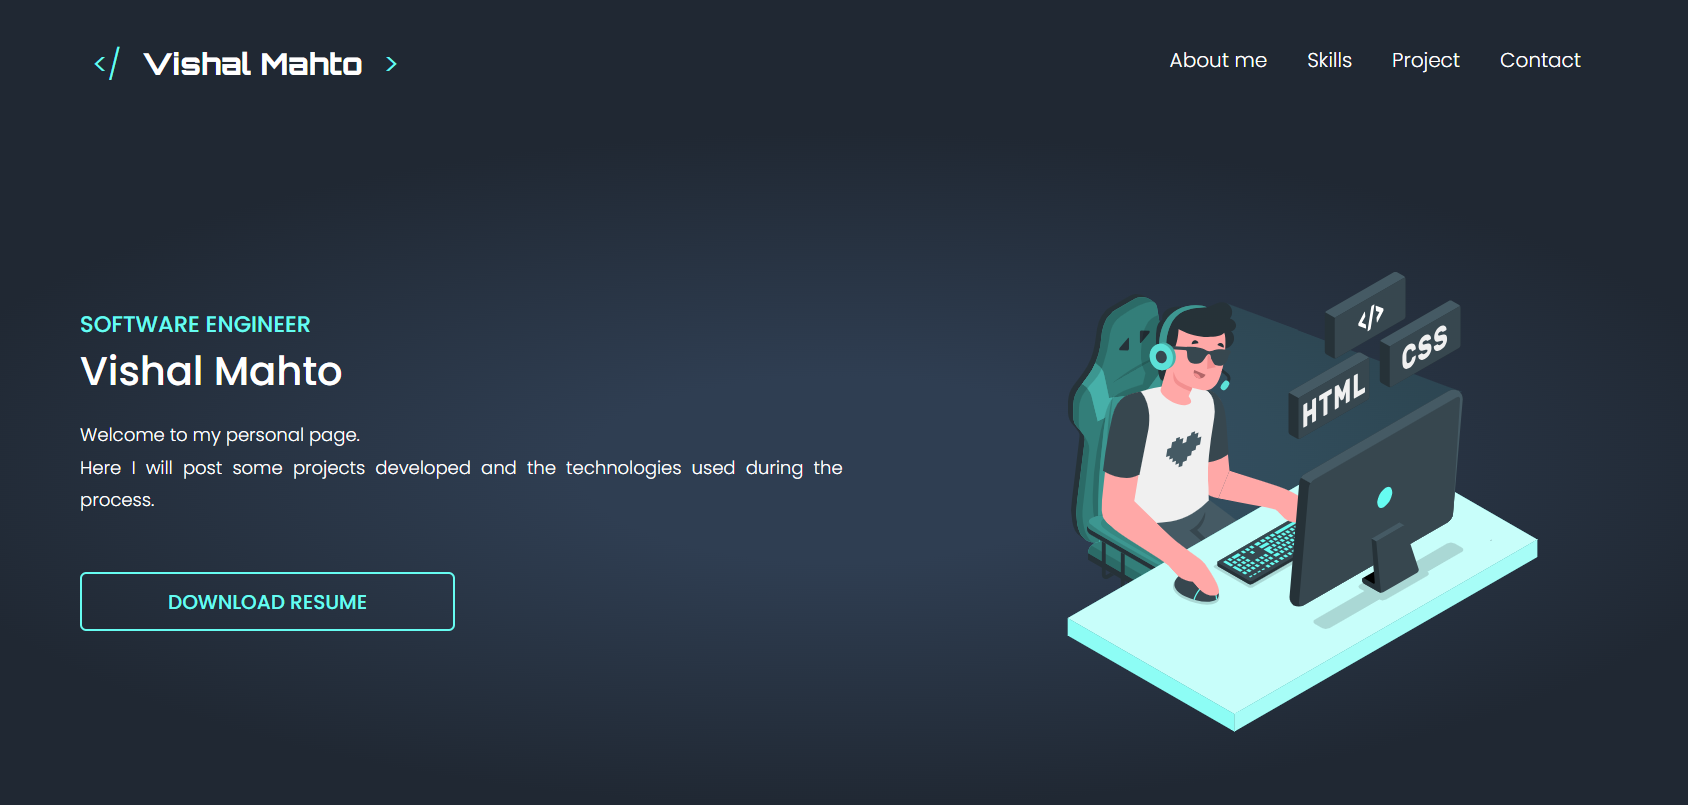 </ Vishal Mahto >
About me Skills Project Contact
SOFTWARE ENGINEER
Vishal Mahto
Welcome to my personal page.
Here I will post some projects developed and the technologies used during the
process.
DOWNLOAD RESUME
</>
CSS
HTML